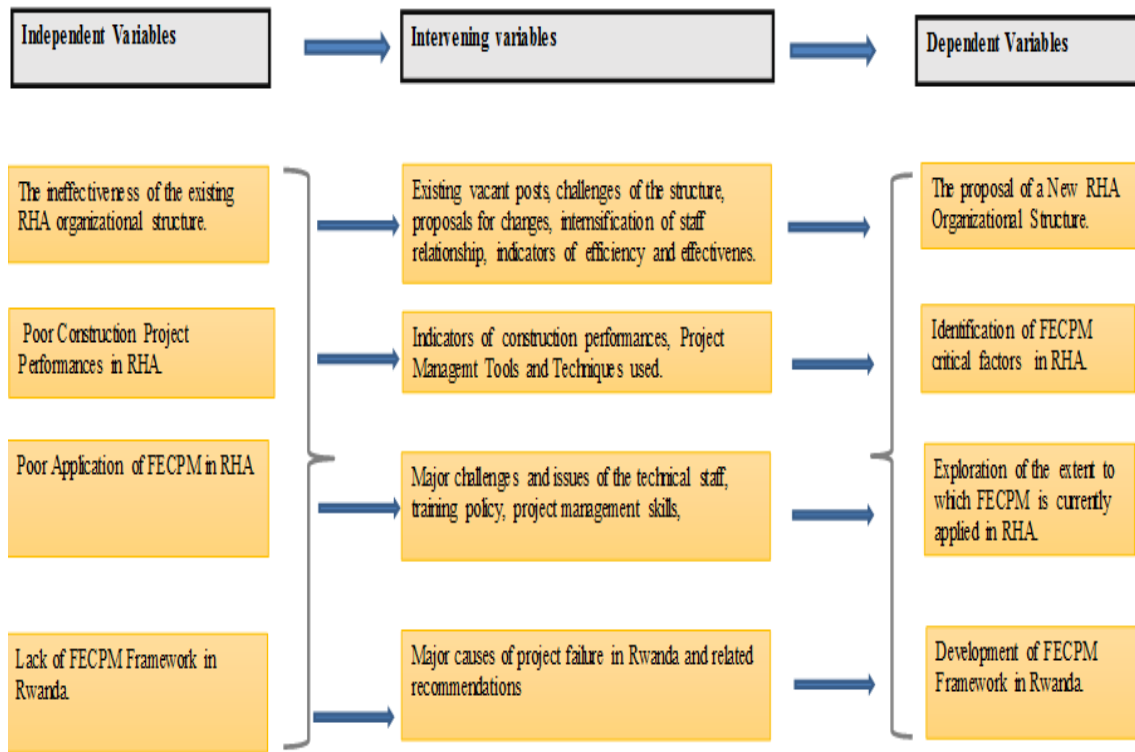 Independent Variables
Intervening variables
Dependent Variables
The ineffectiveness of the existing
RHA organizational structure.
Existing vacant posts, challenges of the structure,
proposals for changes, internsification of staff
relationship, indicators of efficiency and effectivenes.
The proposal of a New RHA
Organizational Structure.
Poor Construction Project
Performances in RHA.
Indicators of construction performances, Project
Managemt Tools and Techniques used.
Identification of FECPM
critical factors in RHA.
Poor Application of FECPM in RHA
Major challenges and issues of the technical staff,
training policy, project management skills,
Exploration of the extent to
which FECPM is currently
applied in RHA.
Lack of FECPM Framework in
Rwanda.
Major causes of project failure in Rwanda and related
recommendations
Development of FECPM
Framework in Rwanda.